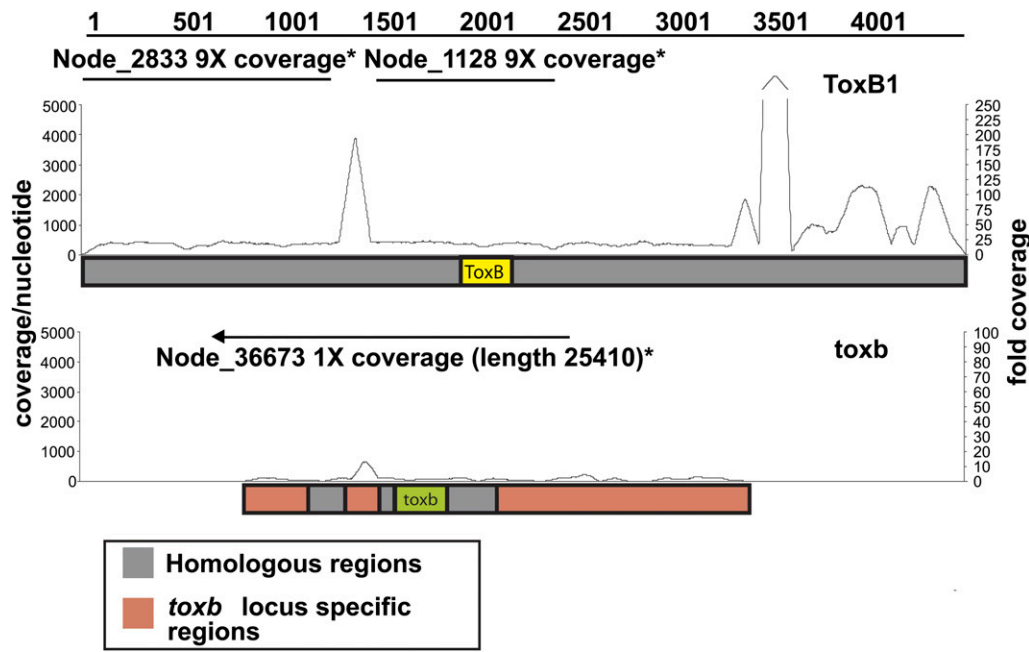 1 501 1001 1501 2001 2501 3001 3501 4001
Node_2833 9X coverage* Node_1128 9X coverage*
ToxB1
coverage/nucleotide
5000
4000
3000
2000
1000
0
250
225
200
175
150
125
100
75
50
25
0
fold coverage
ToxB
Node_36673 1X coverage (length 25410)*
toxb
5000
4000
3000
2000
1000
0
100
90
80
70
60
50
40
30
20
10
0
toxb
Homologous regions
toxb locus specific
regions